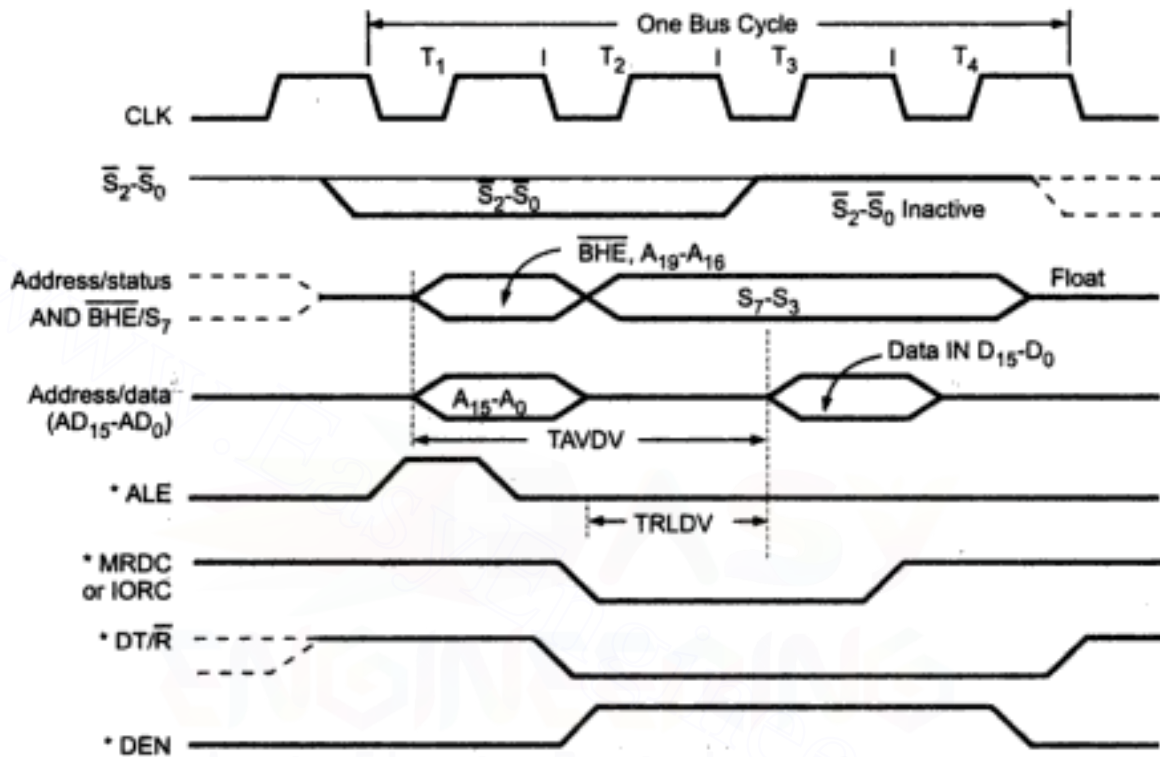 One Bus Cycle
T₁ T₂ T₃ T₄
CLK
S̅₂-S̅₀
S̅₂-S̅₀
S̅₂-S̅₀ Inactive
B̅H̅E̅, A₁₉-A₁₆
Address/status
AND B̅H̅E̅/S₇
S₇-S₃
Float
Data IN D₁₅-D₀
Address/data
(AD₁₅-AD₀)
A₁₅-A₀
TAVDV
* ALE
TRLDV
* MRDC
or IORC
* DT/R̅
* DEN
ENGINEERING